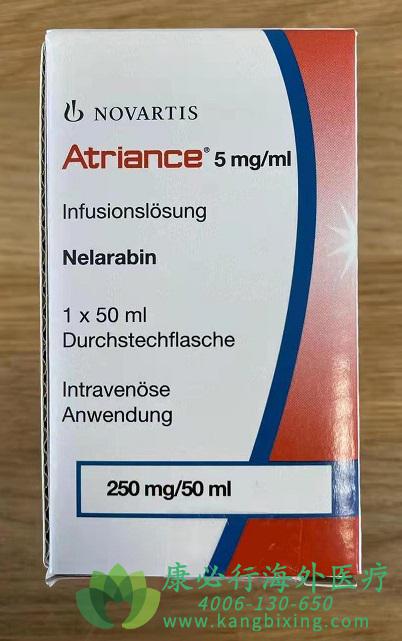 NOVARTIS
Atriance® 5 mg/ml
Infusionslösung
Nelarabin
1 x 50 ml
Durchstechflasche
Intravenöse
Anwendung
250 mg/50 ml
康必行海外医疗
4006-130-650
www.kangbixing.com